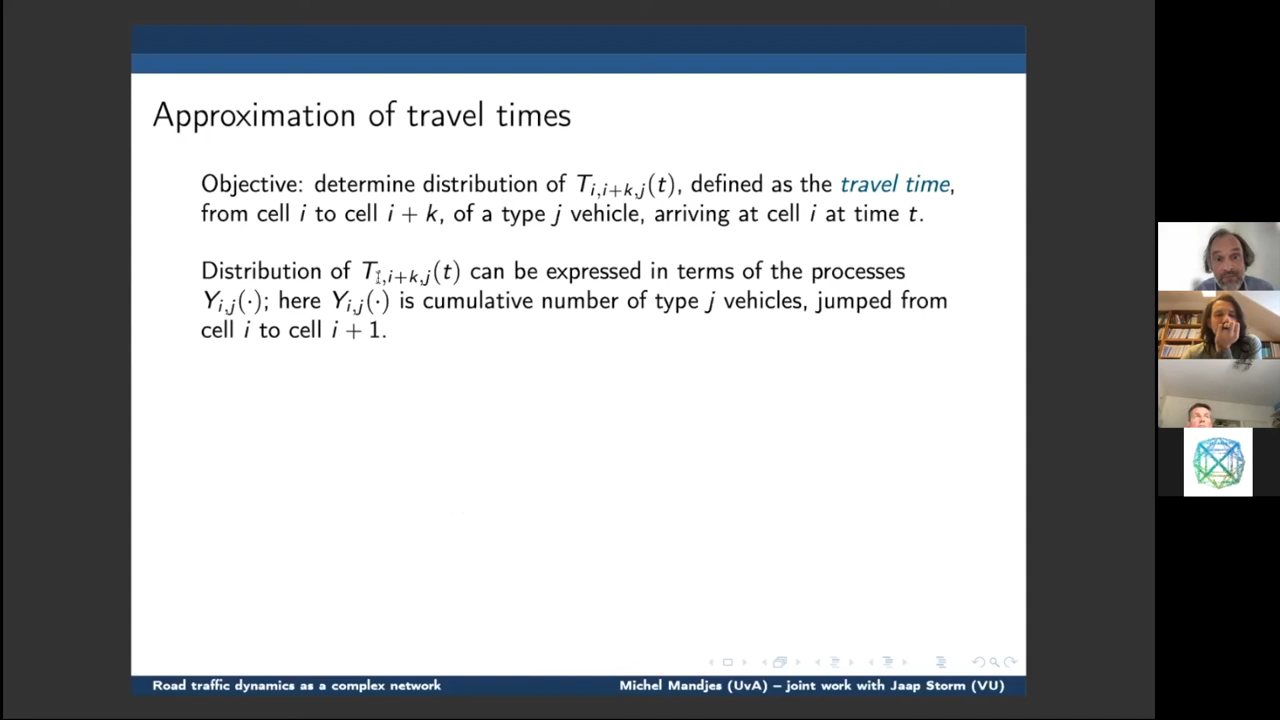 Approximation of travel times
Objective: determine distribution of T_{i,i+k,j}(t), defined as the travel time,
from cell i to cell i + k, of a type j vehicle, arriving at cell i at time t.
Distribution of T_{i,i+k,j}(t) can be expressed in terms of the processes
Y_{i,j}(·); here Y_{i,j}(·) is cumulative number of type j vehicles, jumped from
cell i to cell i + 1.
Road traffic dynamics as a complex network
Michel Mandjes (UvA) – joint work with Jaap Storm (VU)